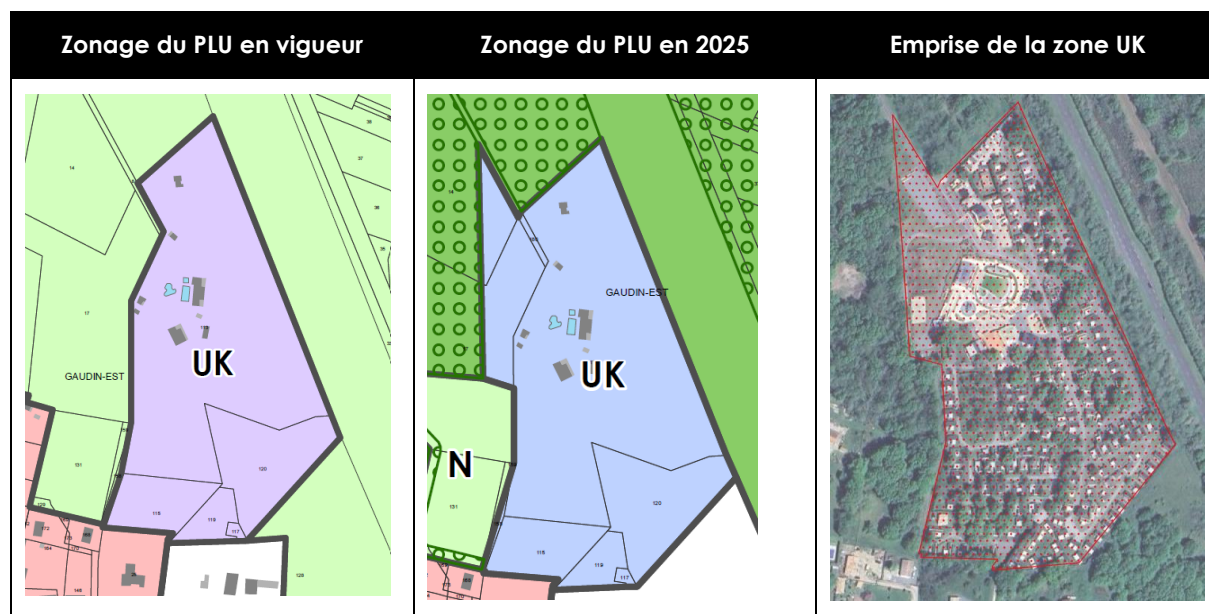 Zonage du PLU en vigueur
Zonage du PLU en 2025
Emprise de la zone UK
14
37
17
GAUDIN-EST
UK
131
120
118
119
117
GAUDIN-EST
UK
N
131
120
118
119
117